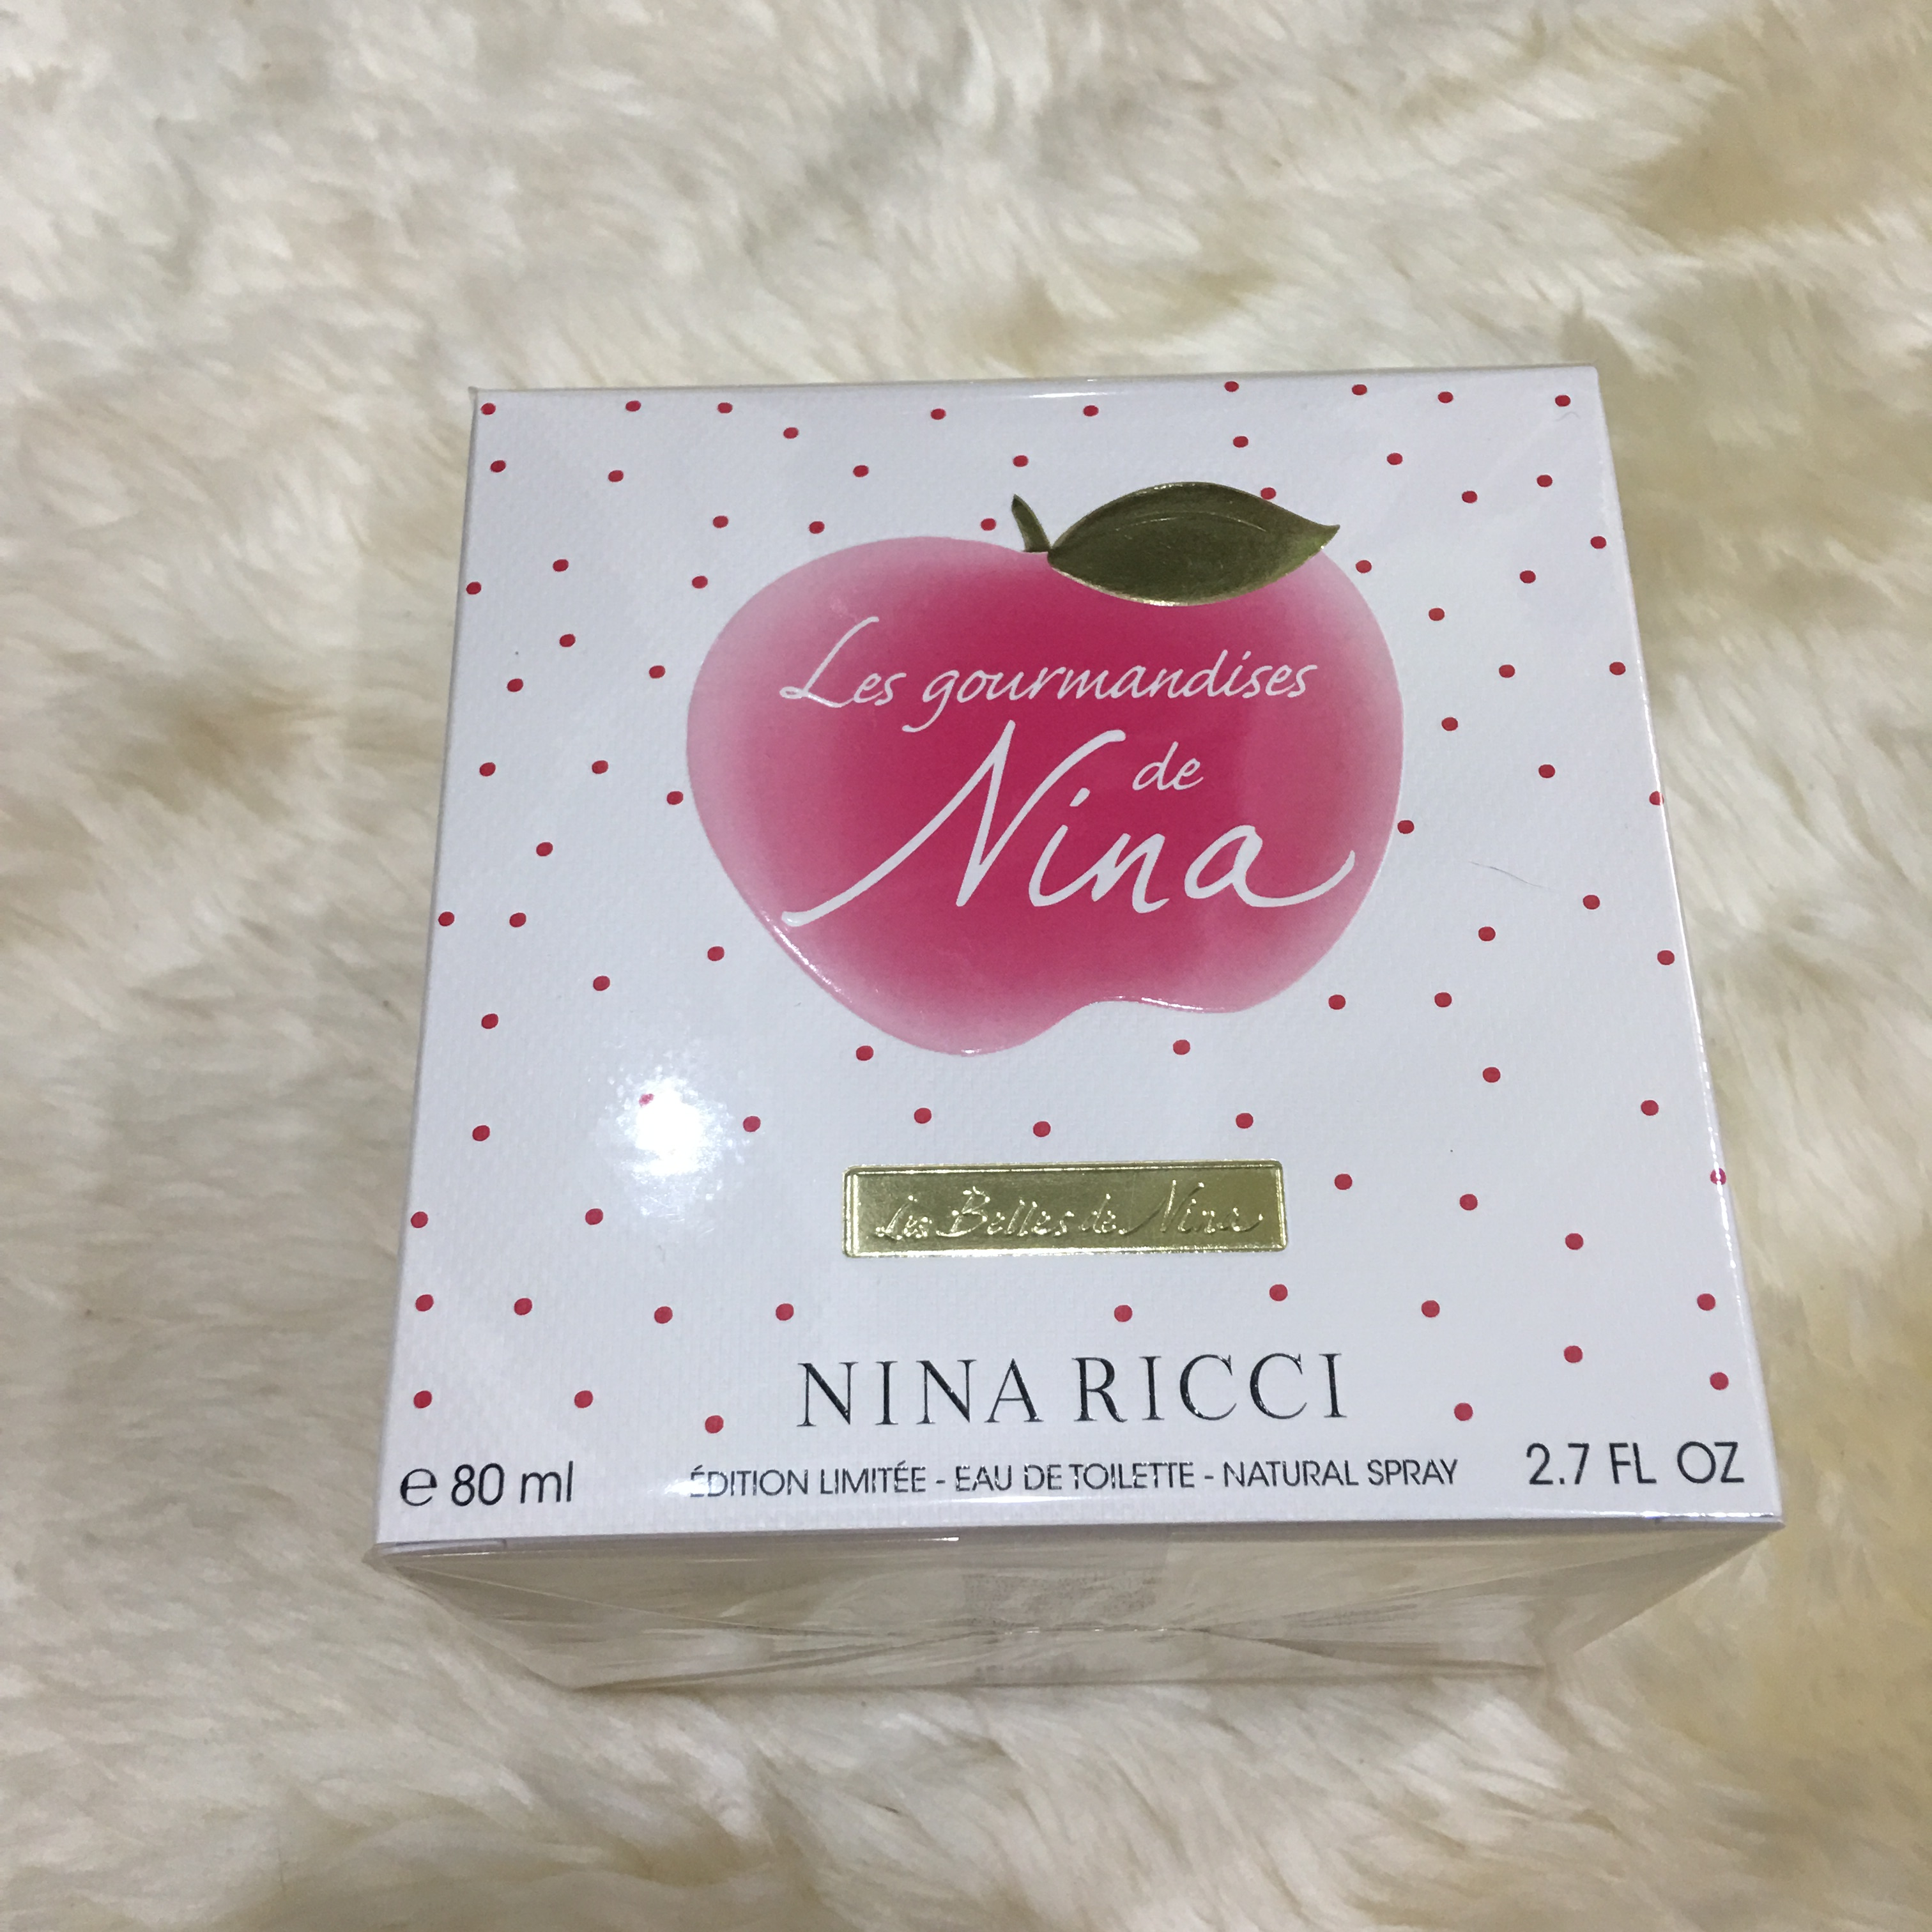 Les gourmandises
de
Nina
Les Belles de Nina
NINA RICCI
℮ 80 ml
ÉDITION LIMITÉE - EAU DE TOILETTE - NATURAL SPRAY
2.7 FL OZ